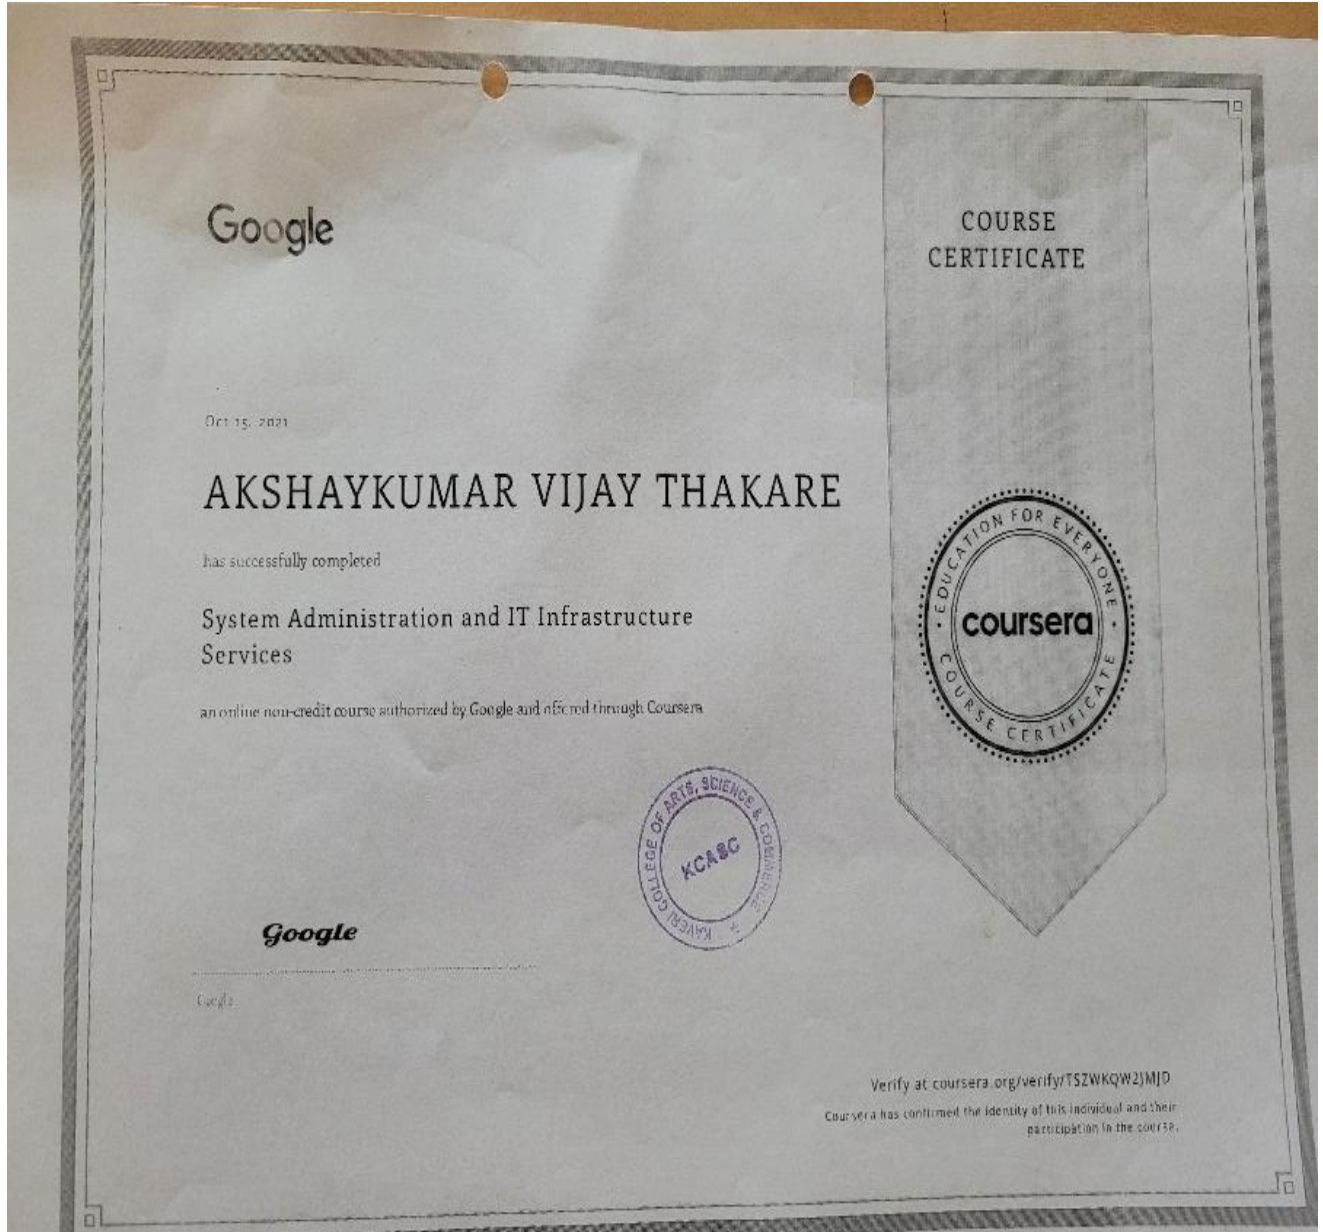 Google
COURSE
CERTIFICATE
Oct 15, 2021
AKSHAYKUMAR VIJAY THAKARE
has successfully completed
System Administration and IT Infrastructure
Services
an online non-credit course authorized by Google and offered through Coursera
EDUCATION FOR EVERYONE
coursera
COURSE CERTIFICATE
KAVERI COLLEGE OF ARTS, SCIENCE & COMMERCE
KCASC
Google
Google
Verify at coursera.org/verify/TSZWKQW2JMJD
Coursera has confirmed the identity of this individual and their
participation in the course.